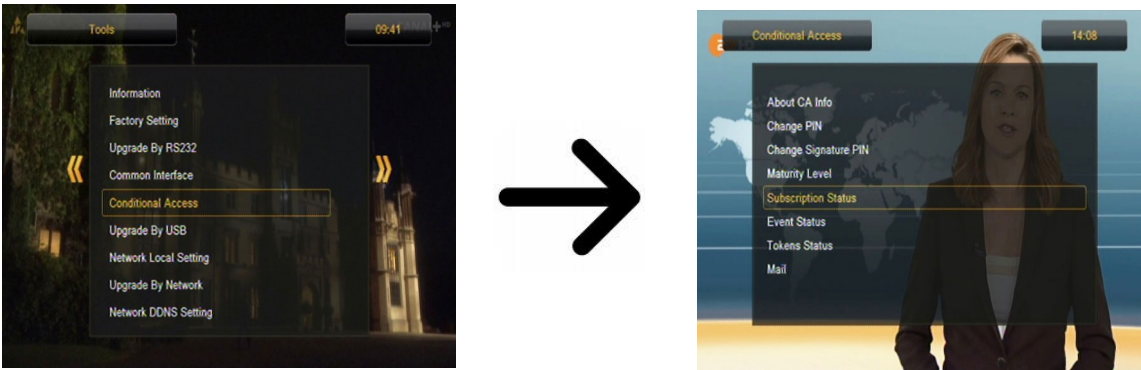 Tools
09:41
Information
Factory Setting
Upgrade By RS232
Common Interface
Conditional Access
Upgrade By USB
Network Local Setting
Upgrade By Network
Network DDNS Setting
Conditional Access
14:08
About CA Info
Change PIN
Change Signature PIN
Maturity Level
Subscription Status
Event Status
Tokens Status
Mail